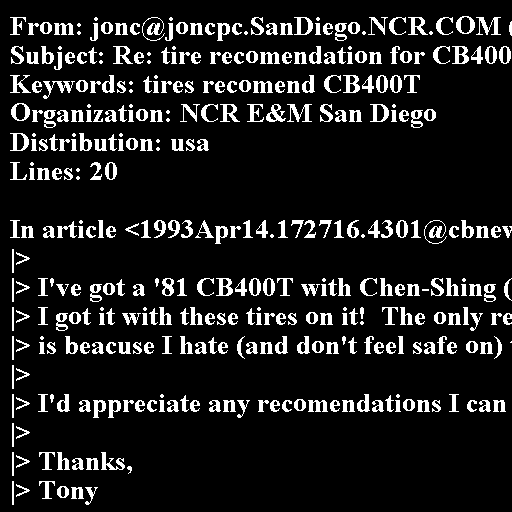 From: jonc@joncpc.SanDiego.NCR.COM (
Subject: Re: tire recomendation for CB400
Keywords: tires recomend CB400T
Organization: NCR E&M San Diego
Distribution: usa
Lines: 20
In article <1993Apr14.172716.4301@cbnew
|>
|> I've got a '81 CB400T with Chen-Shing (
|> I got it with these tires on it!  The only re
|> is beacuse I hate (and don't feel safe on)
|>
|> I'd appreciate any recomendations I can
|>
|> Thanks,
|> Tony